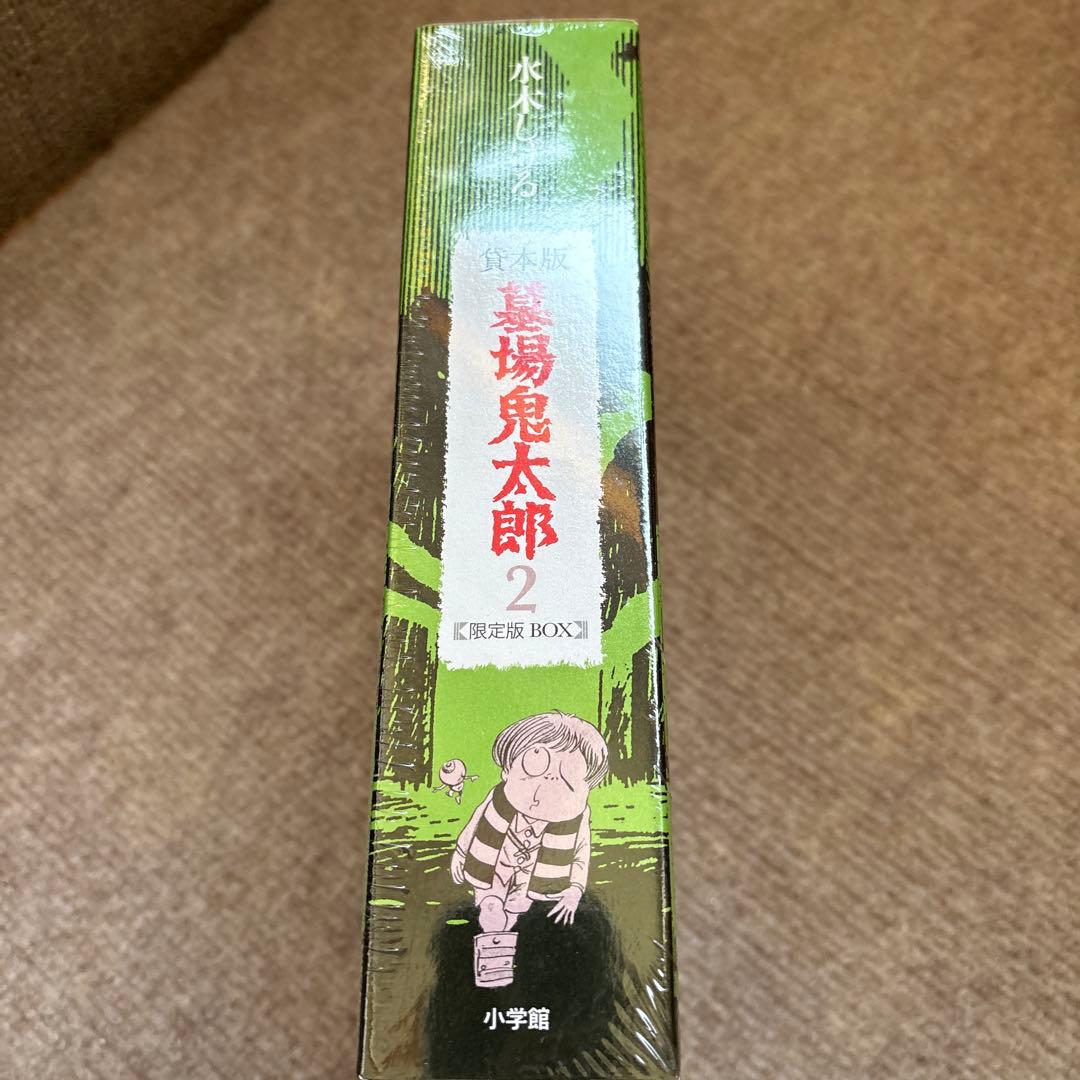 水木しげる
貸本版
墓場鬼太郎
2
限定版 BOX
小学館